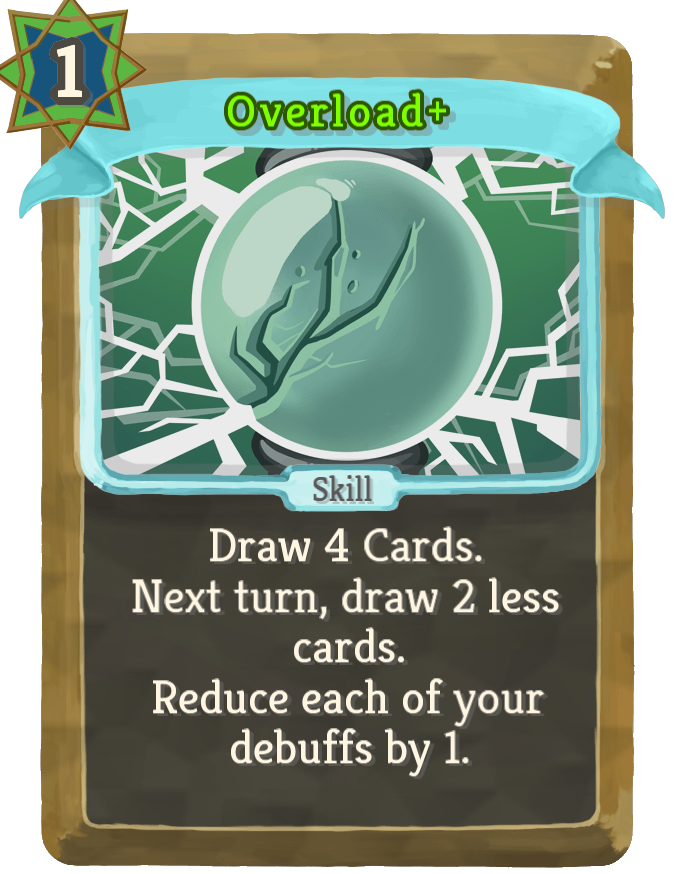 1
Overload+
Skill
Draw 4 Cards.
Next turn, draw 2 less
cards.
Reduce each of your
debuffs by 1.